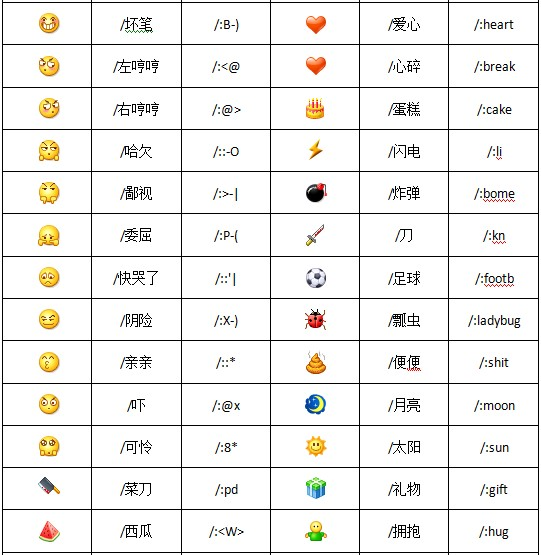 /坯笔 /:B-) /爱心 /:heart
/左哼哼 /:<@ /心碎 /:break
/右哼哼 /:@> /蛋糕 /:cake
/哈欠 /::-O /闪电 /:li
/鄙视 /:>-| /炸弹 /:bome
/委屈 /:P-( /刀 /:kn
/快哭了 /::'| /足球 /:footb
/阴险 /:X-) /瓢虫 /:ladybug
/亲亲 /::* /便便 /:shit
/吓 /:@x /月亮 /:moon
/可怜 /:8* /太阳 /:sun
/菜刀 /:pd /礼物 /:gift
/西瓜 /:<W> /拥抱 /:hug